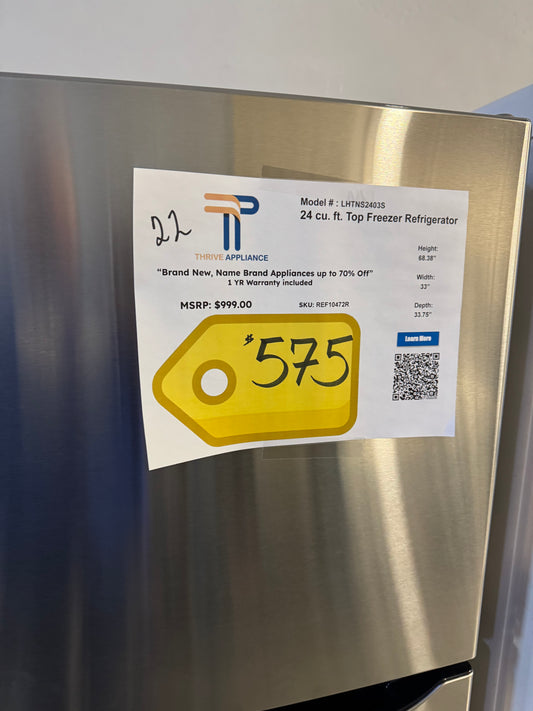 22
THRIVE APPLIANCE
Model # : LHTNS2403S
24 cu. ft. Top Freezer Refrigerator
"Brand New, Name Brand Appliances up to 70% Off"
1 YR Warranty included
MSRP: $999.00
SKU: REF10472R
Height:
68.38"
Width:
33"
Depth:
33.75"
Learn More
$575